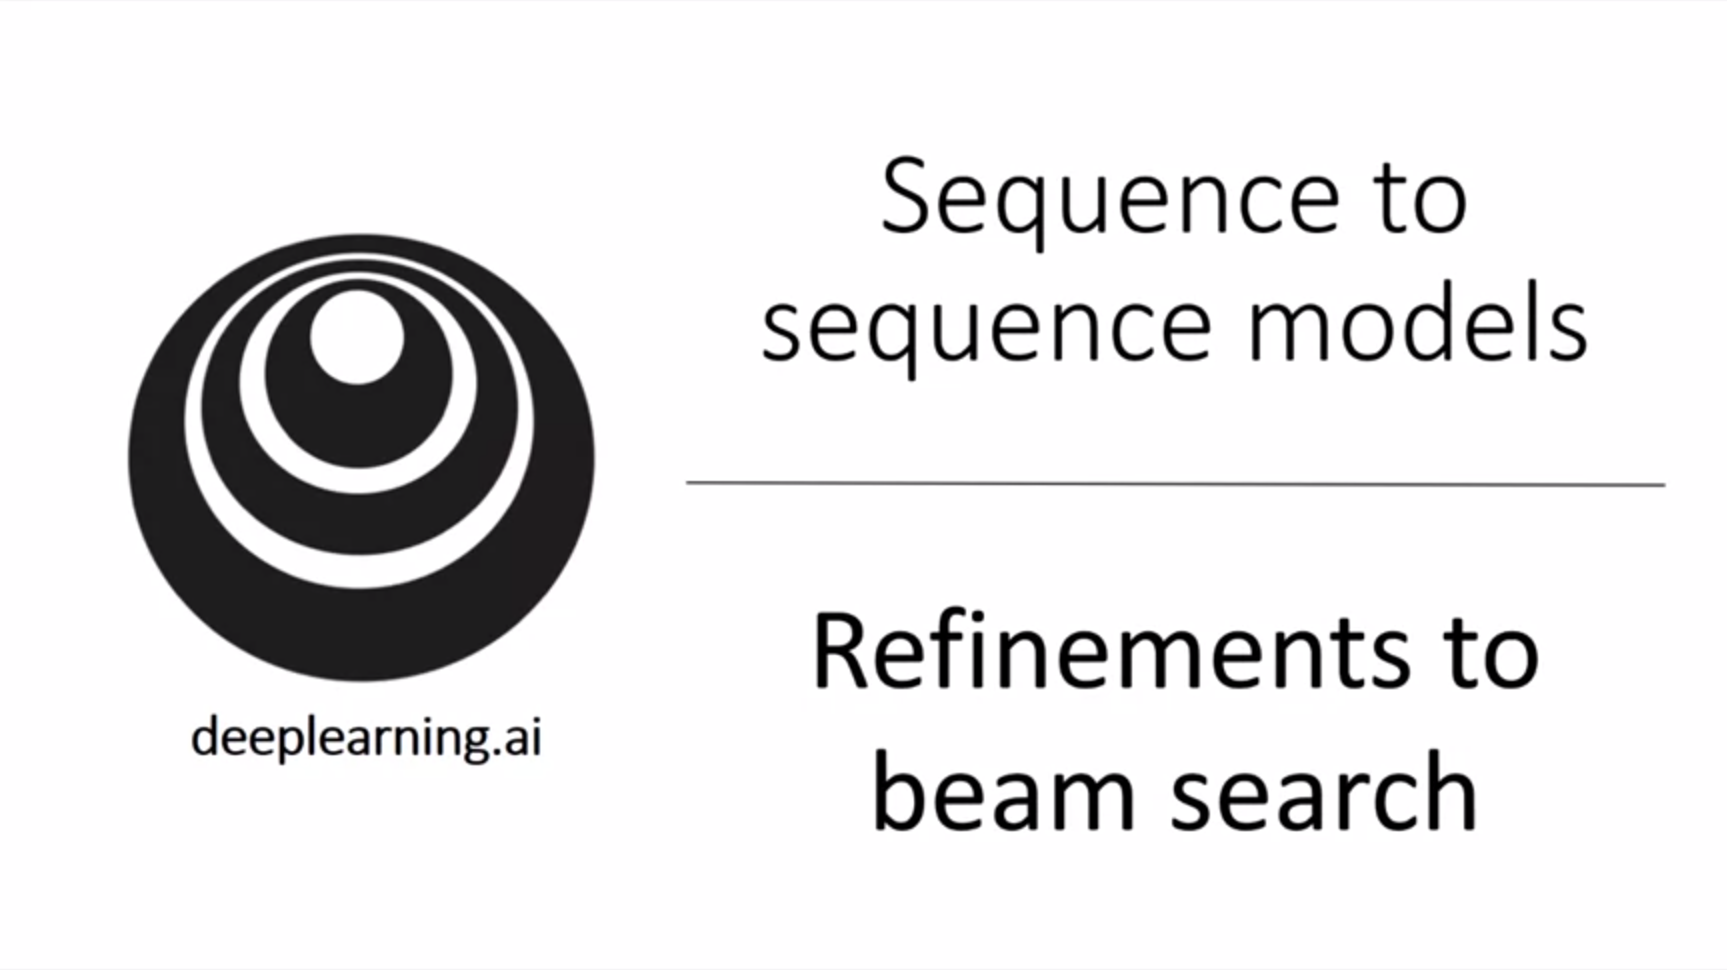 Sequence to
sequence models
Refinements to
beam search
deeplearning.ai